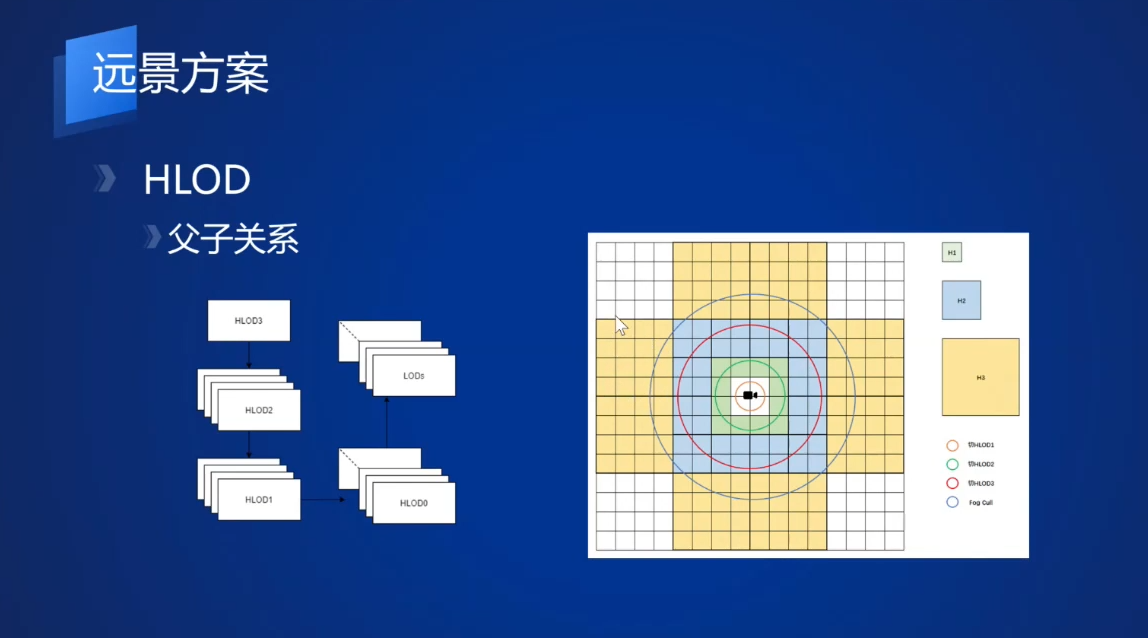 远景方案
HLOD
父子关系
HLOD3
HLOD2
HLOD1
HLOD0
LODs
H1
H2
H3
切HLOD1
切HLOD2
切HLOD3
Fog Cull